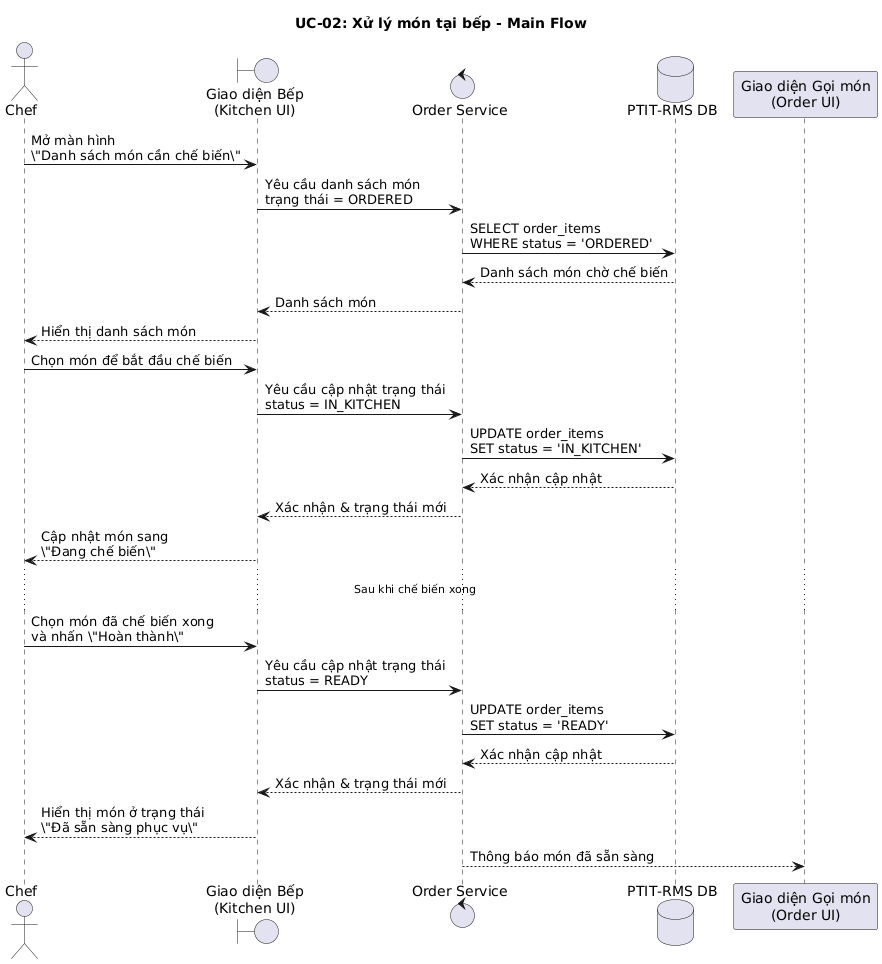 UC-02: Xử lý món tại bếp - Main Flow
Chef
Giao diện Bếp
(Kitchen UI)
Order Service
PTIT-RMS DB
Giao diện Gọi món
(Order UI)
Mở màn hình
\"Danh sách món cần chế biến\"
Yêu cầu danh sách món
trạng thái = ORDERED
SELECT order_items
WHERE status = 'ORDERED'
Danh sách món chờ chế biến
Danh sách món
Hiển thị danh sách món
Chọn món để bắt đầu chế biến
Yêu cầu cập nhật trạng thái
status = IN_KITCHEN
UPDATE order_items
SET status = 'IN_KITCHEN'
Xác nhận cập nhật
Xác nhận & trạng thái mới
Cập nhật món sang
\"Đang chế biến\"
Sau khi chế biến xong
Chọn món đã chế biến xong
và nhấn \"Hoàn thành\"
Yêu cầu cập nhật trạng thái
status = READY
UPDATE order_items
SET status = 'READY'
Xác nhận cập nhật
Xác nhận & trạng thái mới
Hiển thị món ở trạng thái
\"Đã sẵn sàng phục vụ\"
Thông báo món đã sẵn sàng
Chef
Giao diện Bếp
(Kitchen UI)
Order Service
PTIT-RMS DB
Giao diện Gọi món
(Order UI)